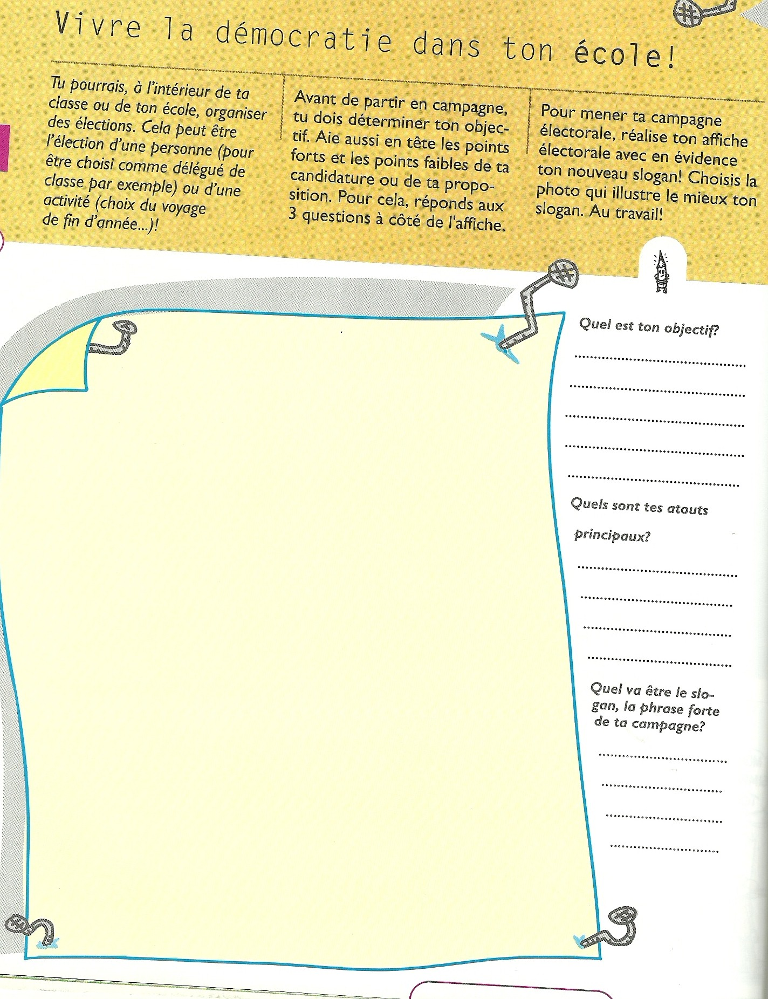 Vivre la démocratie dans ton école!
Tu pourrais, à l'intérieur de ta
classe ou de ton école, organiser
des élections. Cela peut être
l'élection d'une personne (pour
être choisi comme délégué de
classe par exemple) ou d'une
activité (choix du voyage
de fin d'année...)!
Avant de partir en campagne,
tu dois déterminer ton objec-
tif. Aie aussi en tête les points
forts et les points faibles de ta
candidature ou de ta propo-
sition. Pour cela, réponds aux
3 questions à côté de l'affiche.
Pour mener ta campagne
électorale, réalise ton affiche
électorale avec en évidence
ton nouveau slogan! Choisis la
photo qui illustre le mieux ton
slogan. Au travail!
Quel est ton objectif?
Quels sont tes atouts
principaux?
Quel va être le slo-
gan, la phrase forte
de ta campagne?